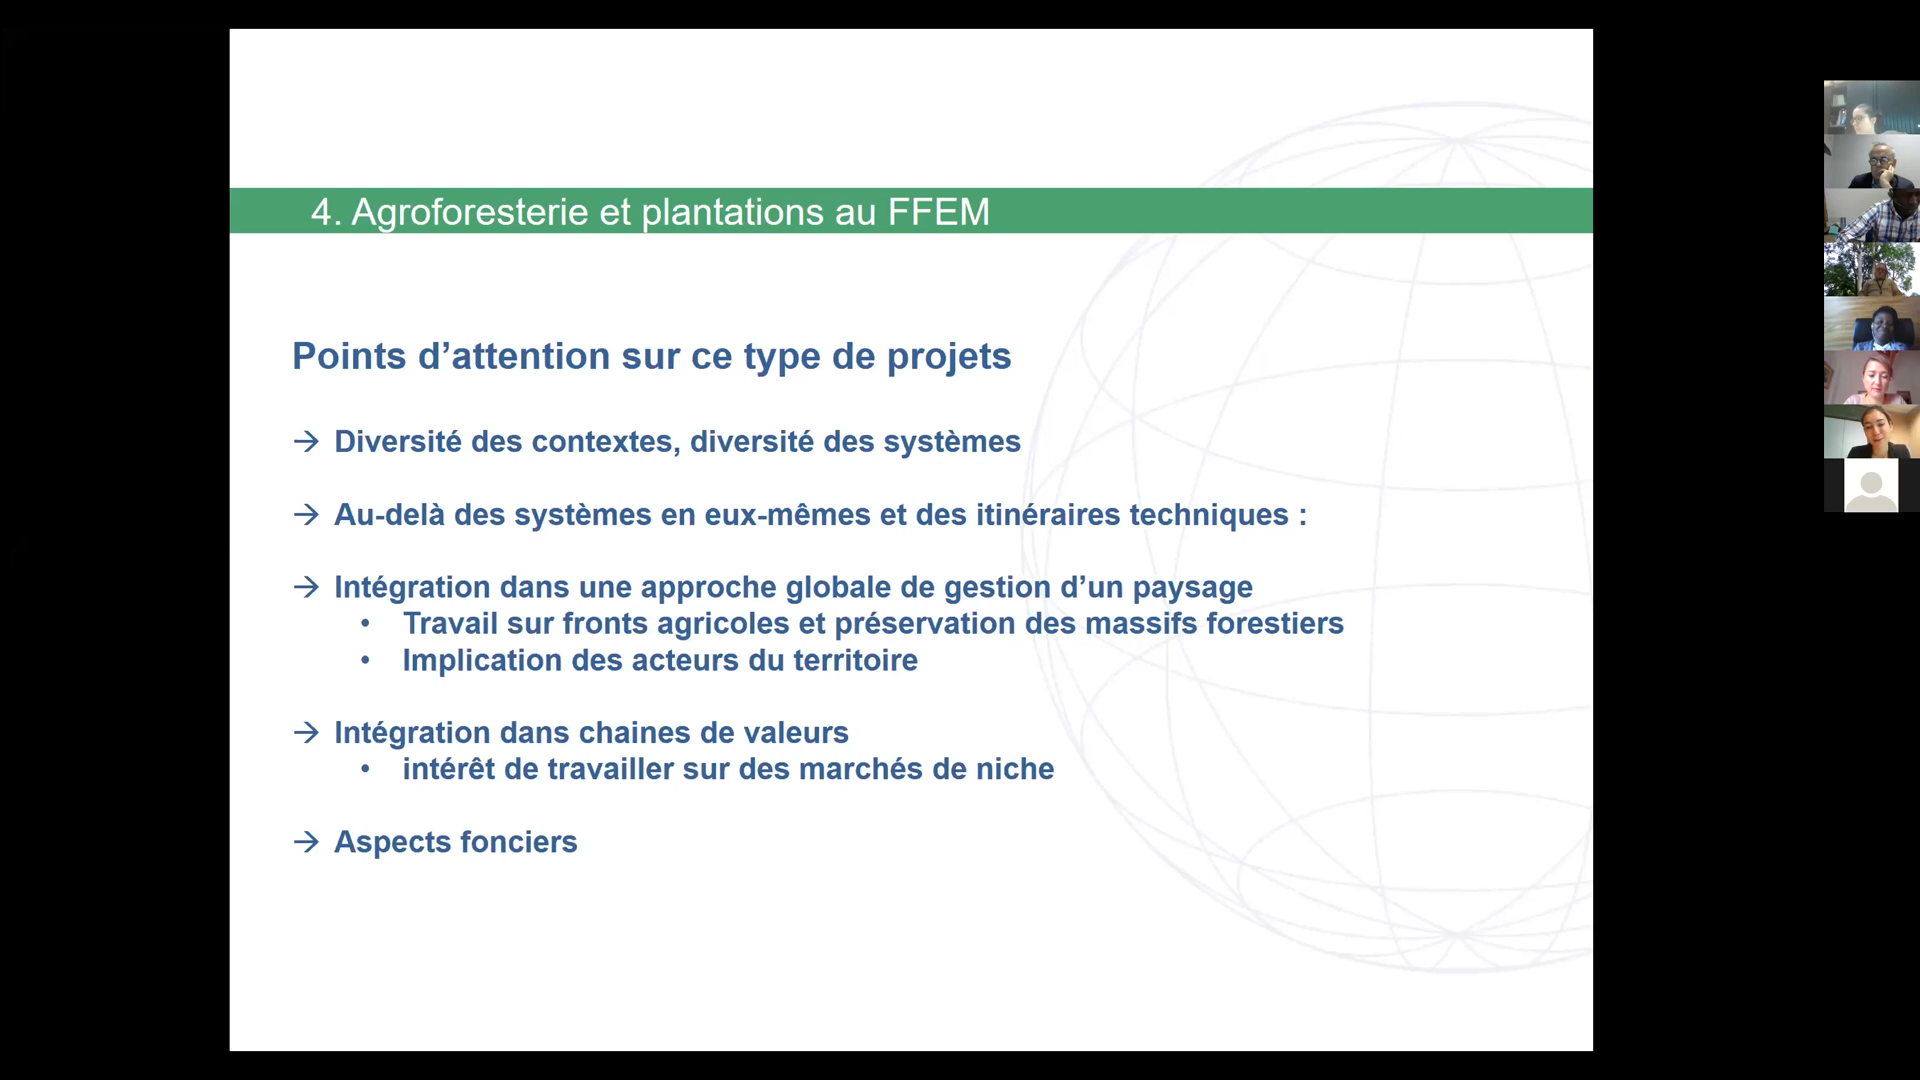 4. Agroforesterie et plantations au FFEM
Points d’attention sur ce type de projets
→ Diversité des contextes, diversité des systèmes
→ Au-delà des systèmes en eux-mêmes et des itinéraires techniques :
→ Intégration dans une approche globale de gestion d’un paysage
• Travail sur fronts agricoles et préservation des massifs forestiers
• Implication des acteurs du territoire
→ Intégration dans chaines de valeurs
• intérêt de travailler sur des marchés de niche
→ Aspects fonciers